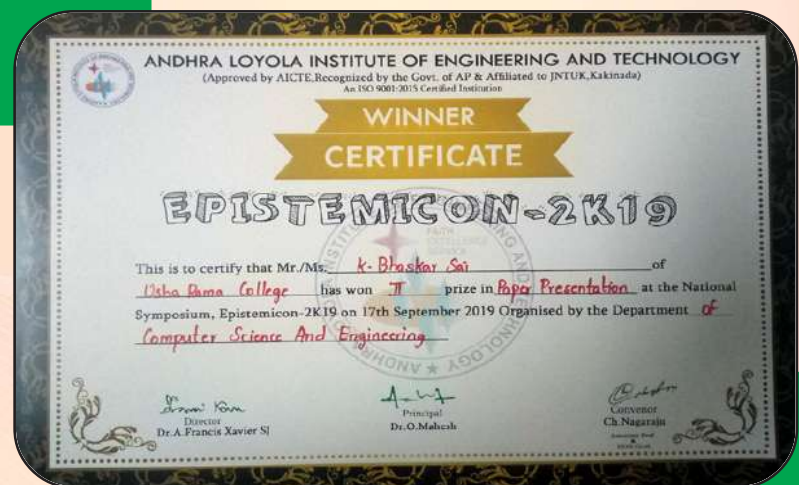 ANDHRA LOYOLA INSTITUTE OF ENGINEERING AND TECHNOLOGY
(Approved by AICTE,Recognized by the Govt. of AP & Affiliated to JNTUK,Kakinada)
An ISO 9001:2015 Certified Institution
WINNER
CERTIFICATE
EPISTEMICON-2K19
This is to certify that Mr./Ms. K. Bhaskar Sai of
Usha Rama College has won II prize in Paper Presentation at the National
Symposium, Epistemicon-2K19 on 17th September 2019 Organised by the Department of
Computer Science And Engineering
Director
Dr.A.Francis Xavier SJ
Principal
Dr.O.Mahesh
Convenor
Ch.Nagaraju